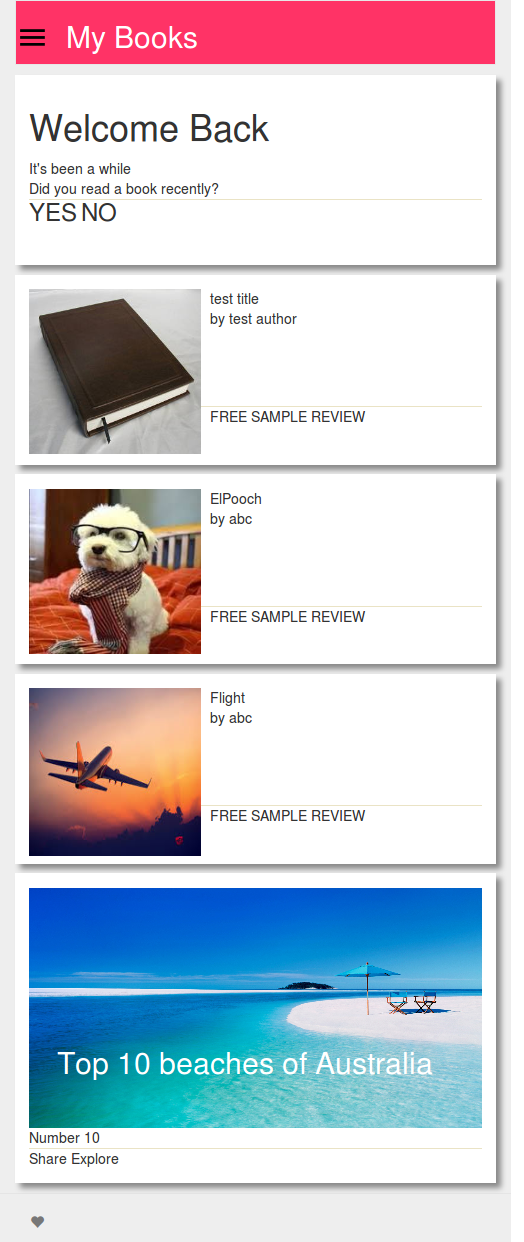 My Books
Welcome Back
It's been a while
Did you read a book recently?
YES NO
test title
by test author
FREE SAMPLE REVIEW
ElPooch
by abc
FREE SAMPLE REVIEW
Flight
by abc
FREE SAMPLE REVIEW
Top 10 beaches of Australia
Number 10
Share Explore